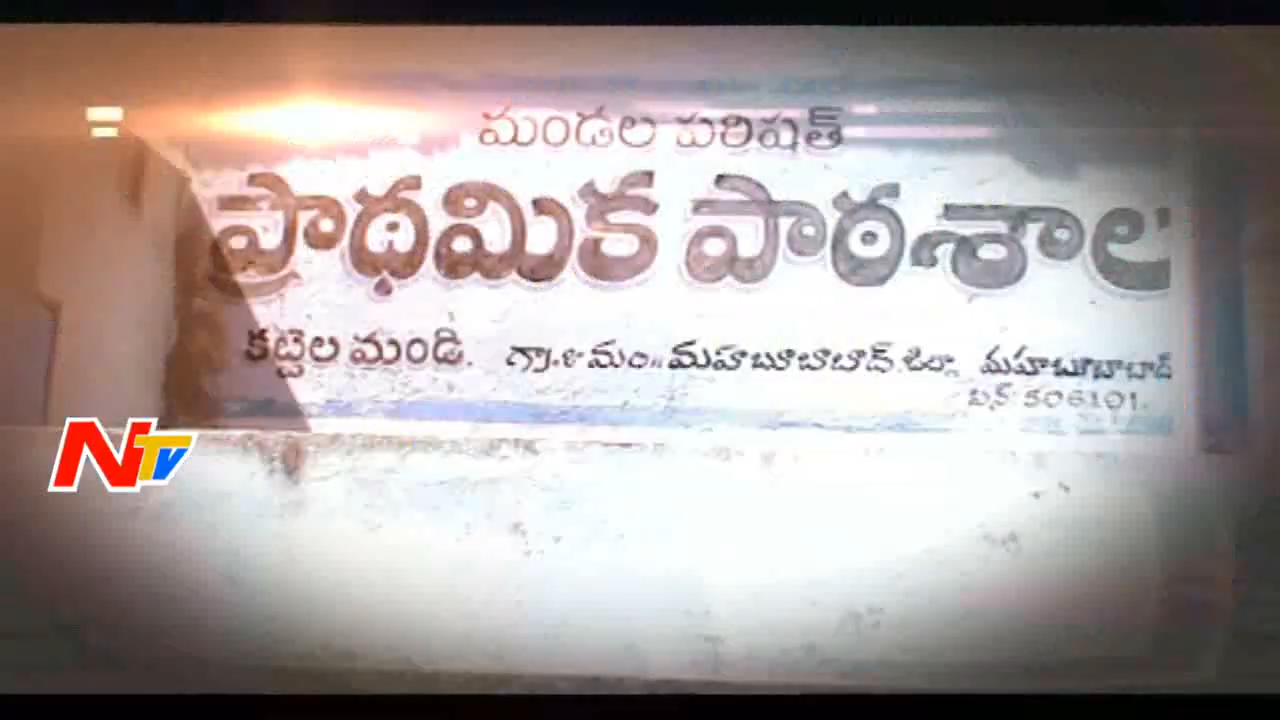 మండల పరిషత్
ప్రాథమిక పాఠశాల
కట్టెల మండి. గ్రా.& మం॥ మహబూబాబాద్ జిల్లా మహబూబాబాద్
పిన్ 506101.
NTV